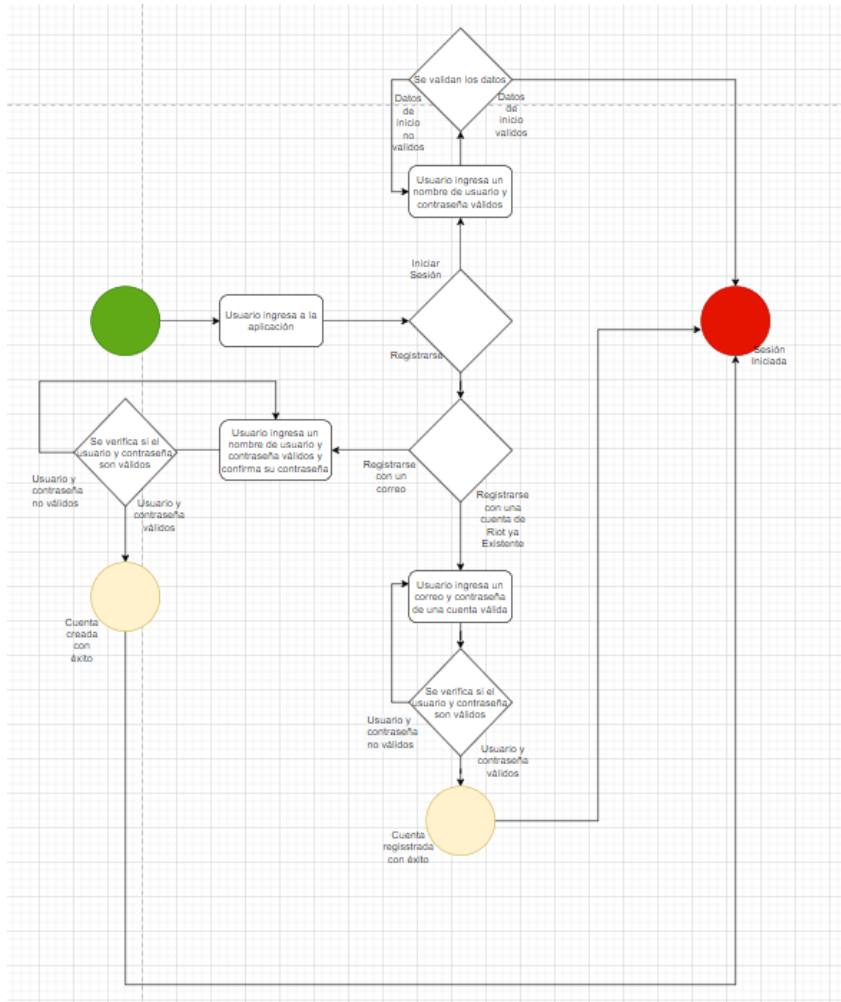 Se validan los datos
Datos
de
inicio
no
validos
Datos
de
inicio
validos
Usuario ingresa un
nombre de usuario y
contraseña válidos
Iniciar
Sesión
Usuario ingresa a la
aplicación
Registrarse
Sesión
Iniciada
Usuario ingresa un
nombre de usuario y
contraseña válidos y
confirma su contraseña
Se verifica si el
usuario y contraseña
son válidos
Registrarse
con un
correo
Usuario y
contraseña
no válidos
Usuario y
contraseña
válidos
Registrarse
con una
cuenta de
Riot ya
Existente
Usuario ingresa un
correo y contraseña
de una cuenta válida
Cuenta
creada
con
éxito
Se verifica si el
usuario y contraseña
son válidos
Usuario y
contraseña
no válidos
Usuario y
contraseña
válidos
Cuenta
regisstrada
con éxito